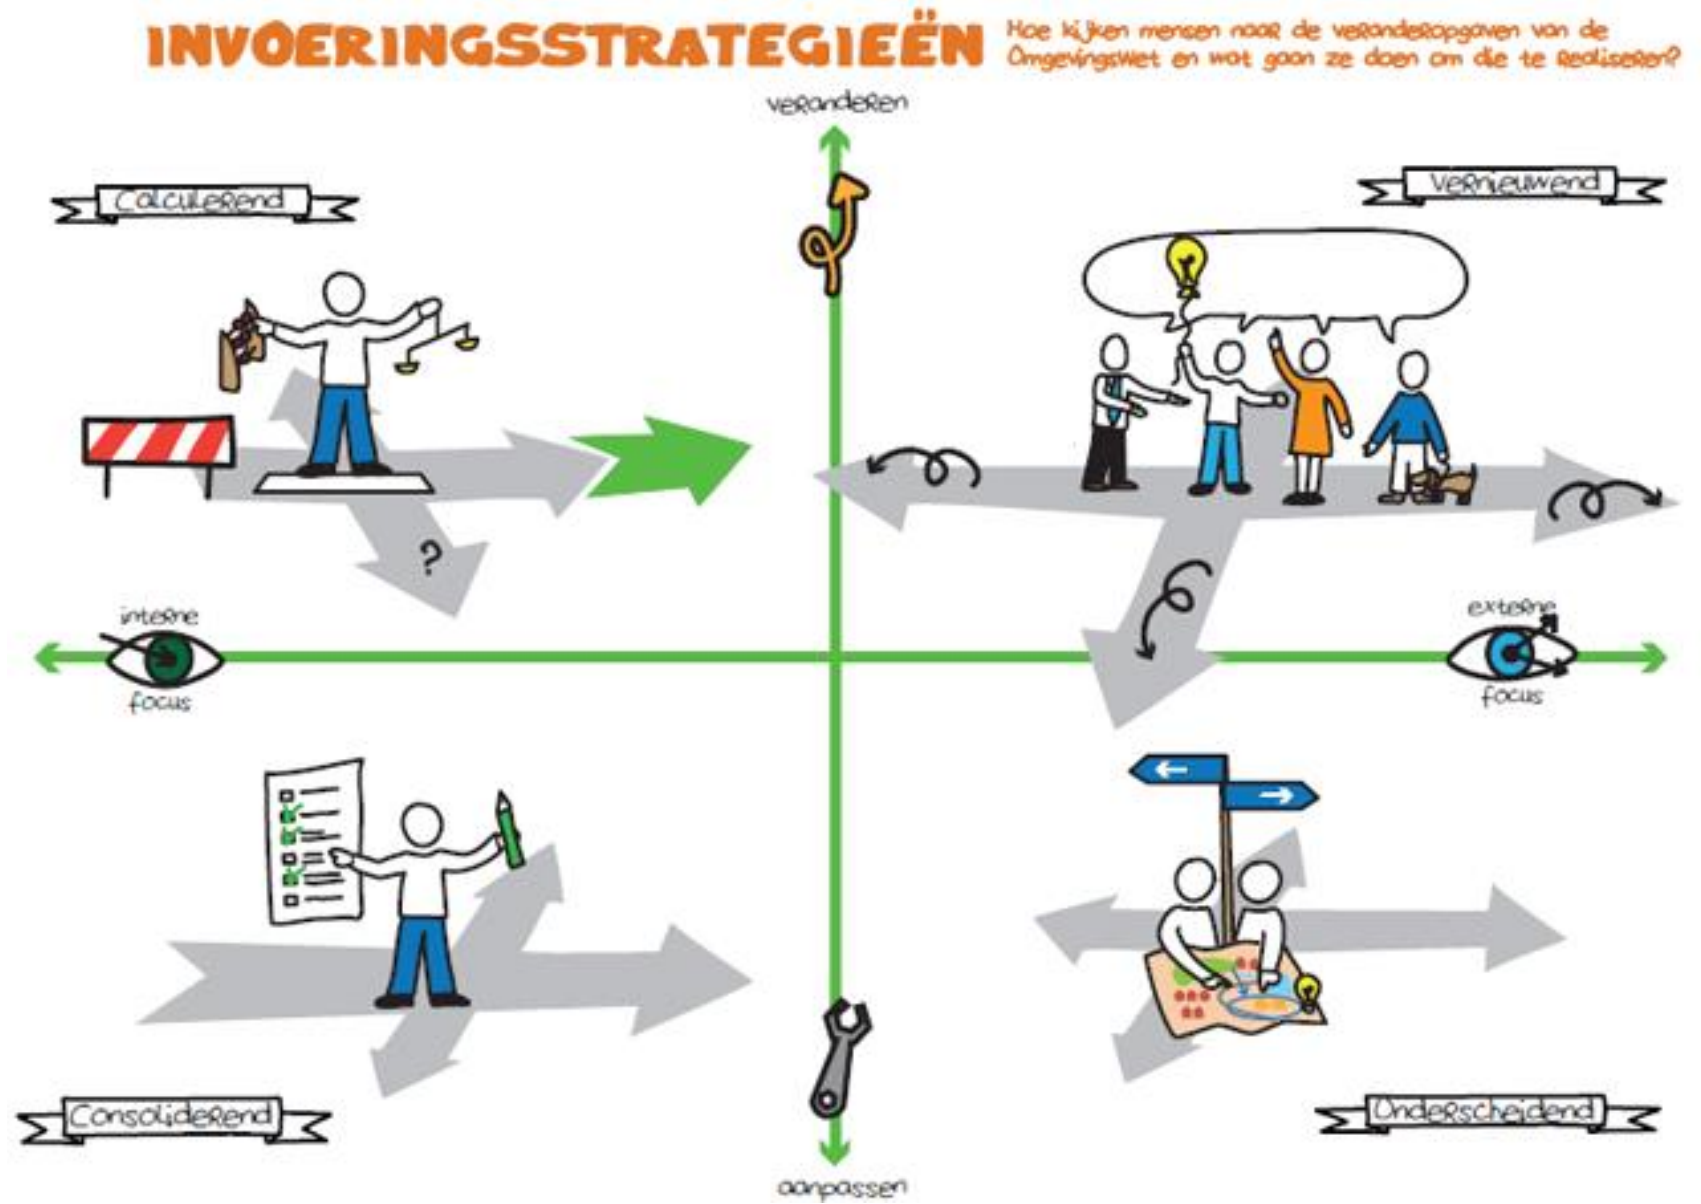 INVOERINGSSTRATEGIEËN
Hoe kijken mensen naar de veranderopgaven van de
Omgevingswet en wat gaan ze doen om die te realiseren?
veranderen
Calculerend
Vernieuwend
?
interne
focus
externe
focus
Consoliderend
Onderscheidend
aanpassen